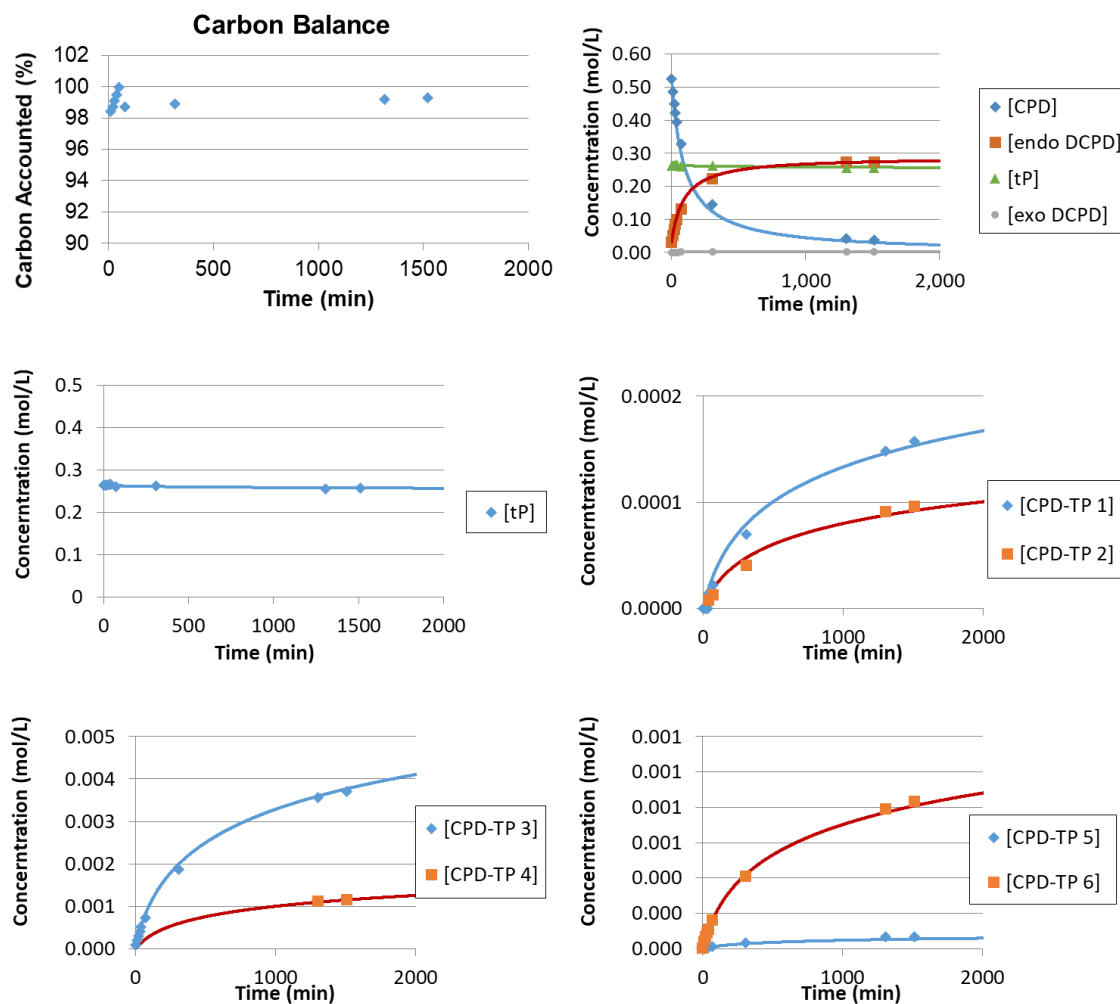 Carbon Balance
Carbon Accounted (%)
102
100
98
96
94
92
90
0
500
1000
1500
2000
Time (min)
Concerntration (mol/L)
0.60
0.50
0.40
0.30
0.20
0.10
0.00
0
1,000
2,000
Time (min)
[CPD]
[endo DCPD]
[tP]
[exo DCPD]
Concerntration (mol/L)
0.5
0.4
0.3
0.2
0.1
0
0
500
1000
1500
2000
Time (min)
[tP]
Concerntration (mol/L)
0.0002
0.0001
0.0000
0
1000
2000
Time (min)
[CPD-TP 1]
[CPD-TP 2]
Concerntration (mol/L)
0.005
0.004
0.003
0.002
0.001
0.000
0
1000
2000
Time (min)
[CPD-TP 3]
[CPD-TP 4]
Concerntration (mol/L)
0.001
0.001
0.001
0.001
0.000
0.000
0.000
0
1000
2000
Time (min)
[CPD-TP 5]
[CPD-TP 6]